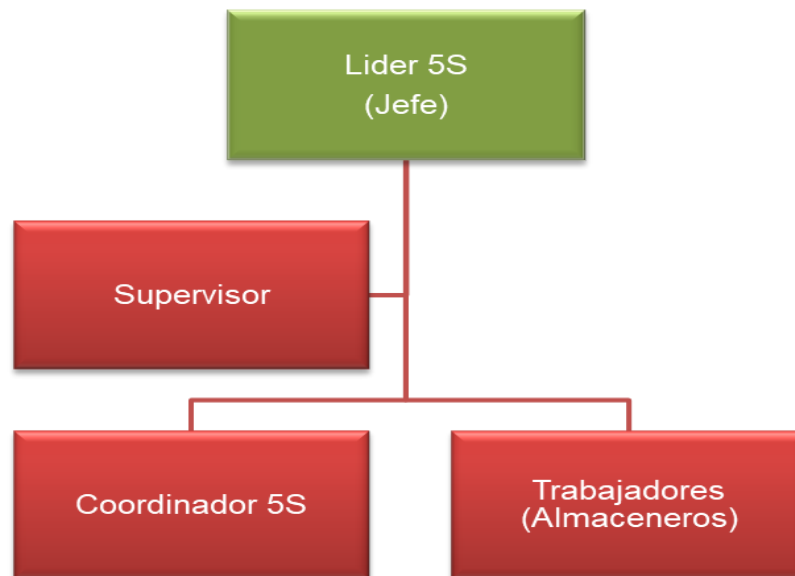 Lider 5S
(Jefe)
Supervisor
Coordinador 5S
Trabajadores
(Almaceneros)